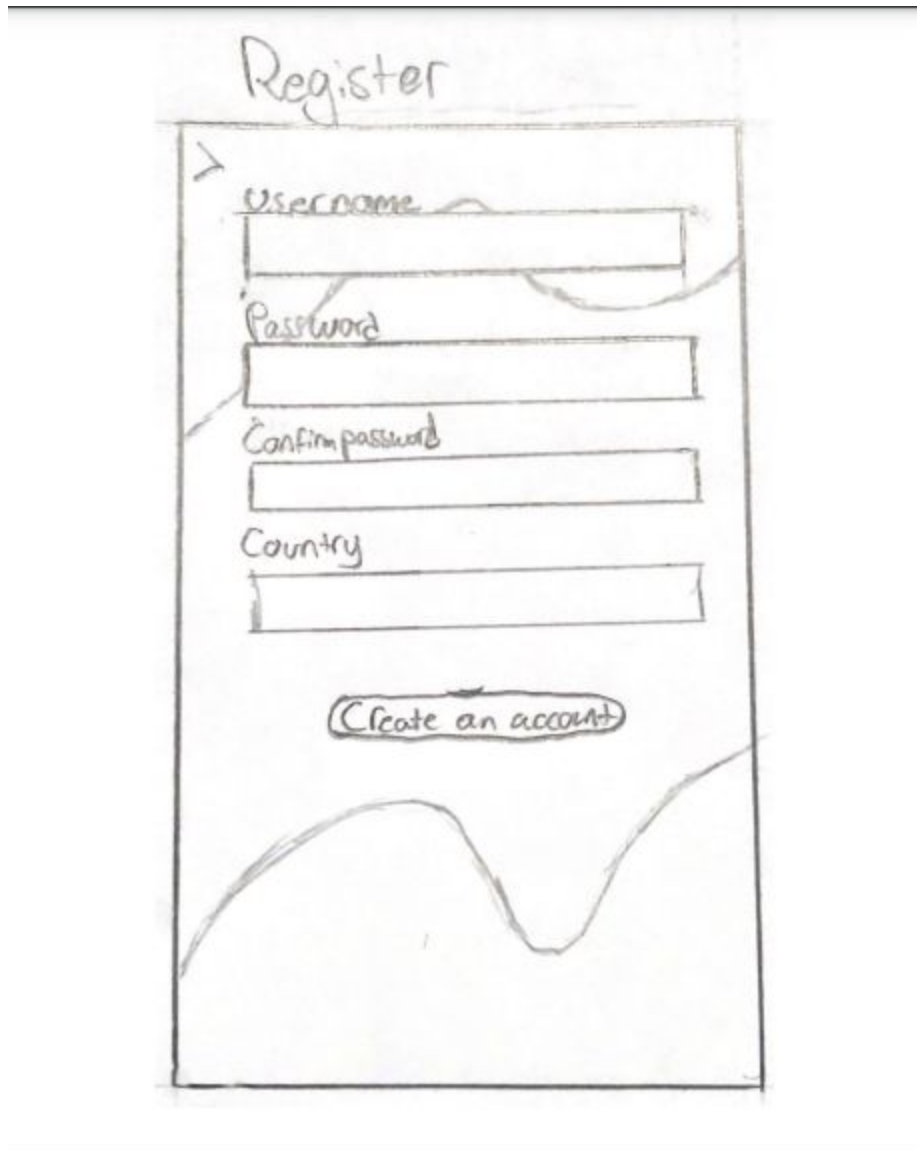 Register
>
Username
Password
Confirm password
Country
Create an account